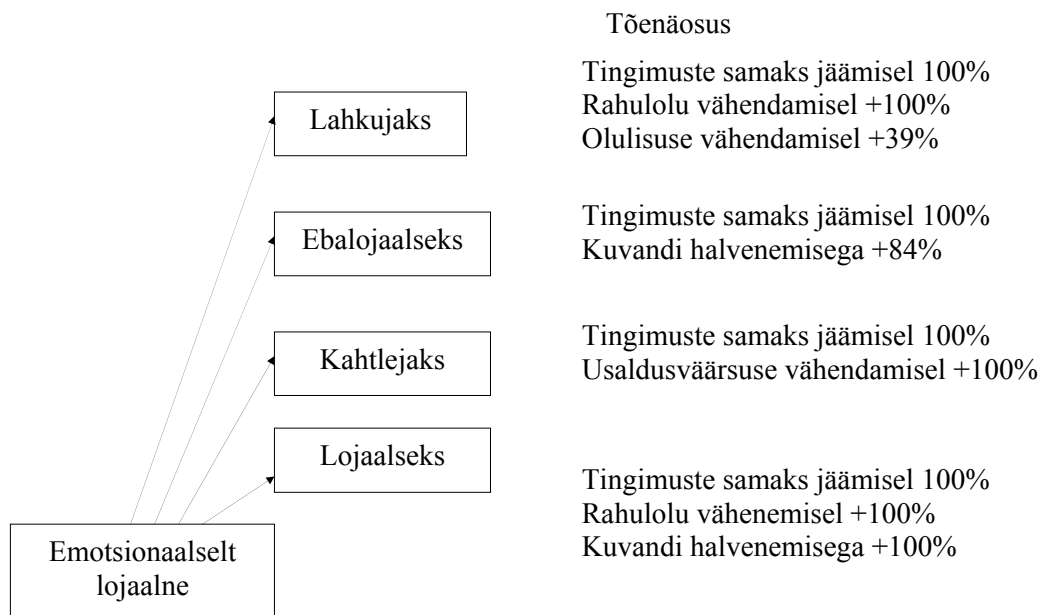 Tõenäosus
Lahkujaks
Tingimuste samaks jäämisel 100%
Rahulolu vähendamisel +100%
Olulisuse vähendamisel +39%
Ebalojaalseks
Tingimuste samaks jäämisel 100%
Kuvandi halvenemisega +84%
Kahtlejaks
Tingimuste samaks jäämisel 100%
Usaldusväärsuse vähendamisel +100%
Lojaalseks
Tingimuste samaks jäämisel 100%
Rahulolu vähenemisel +100%
Kuvandi halvenemisega +100%
Emotsionaalselt
lojaalne